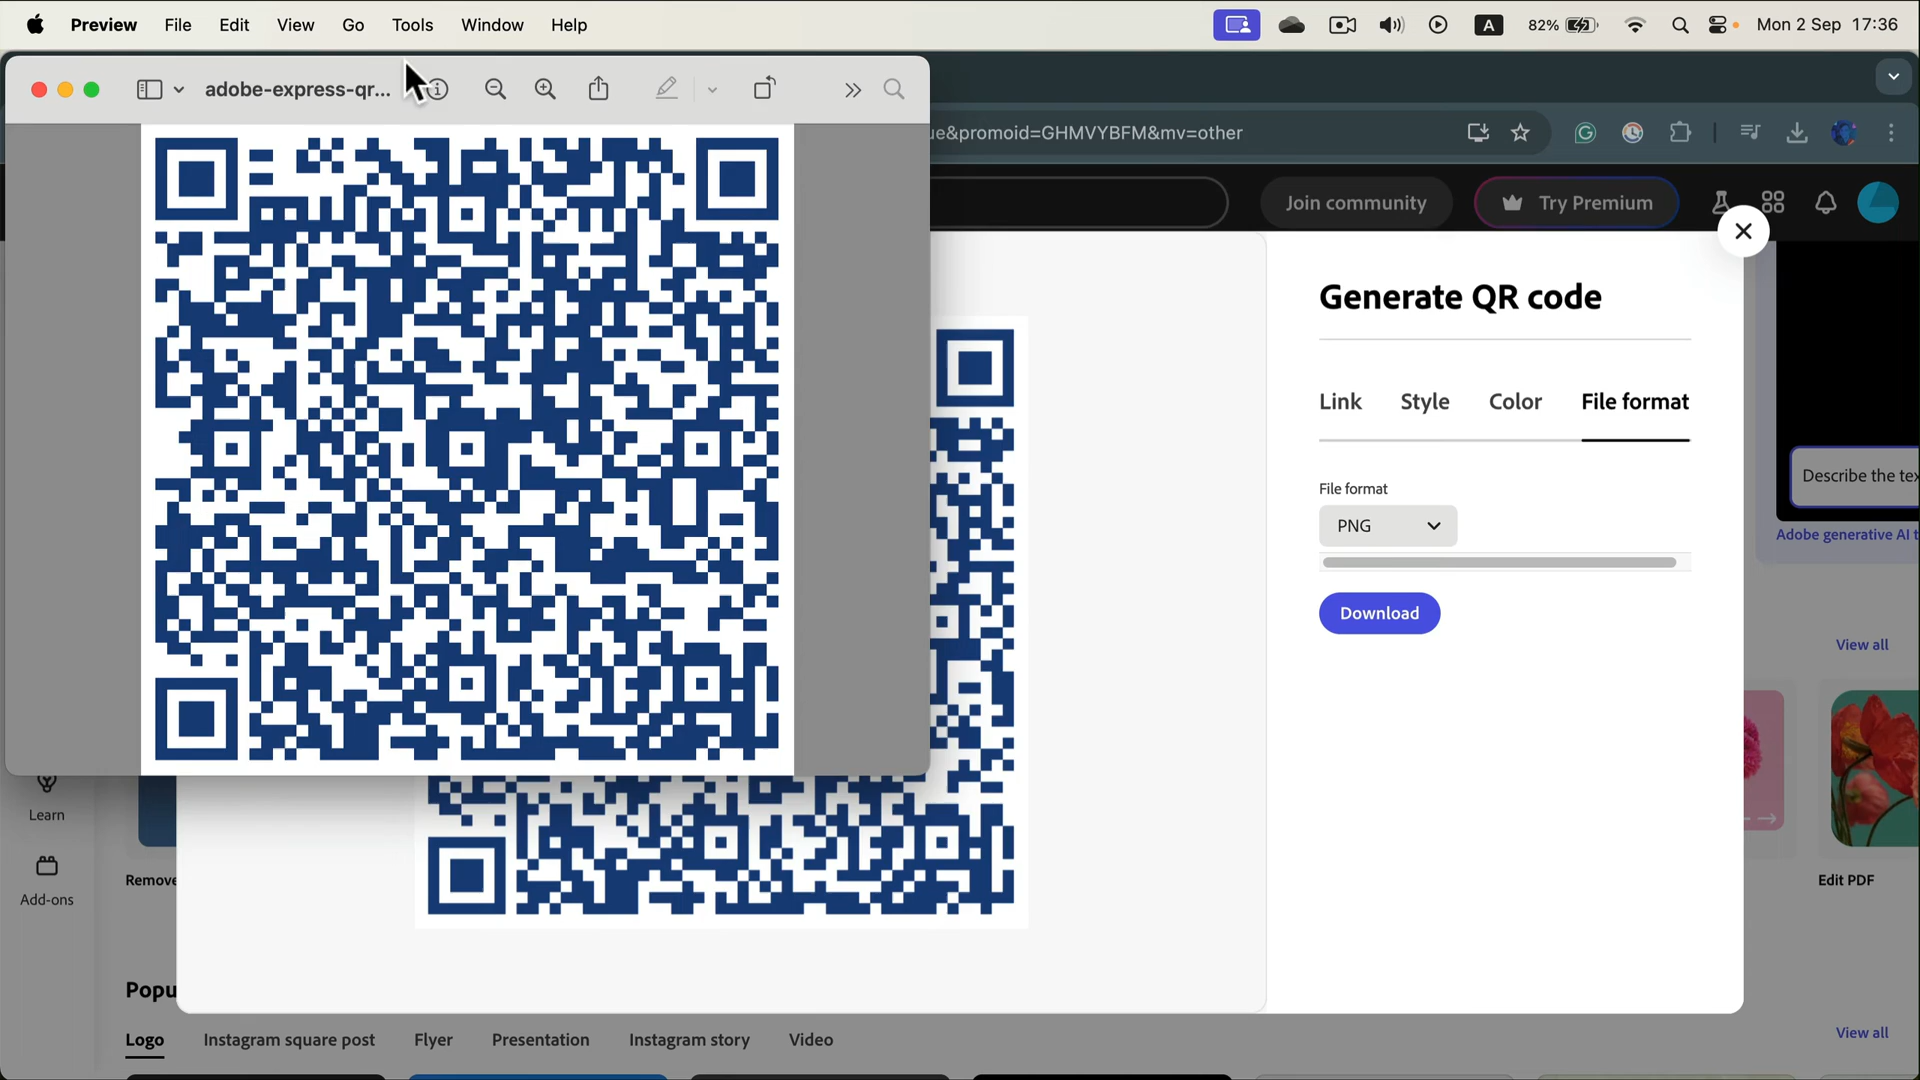 Preview File Edit View Go Tools Window Help
A 82% Mon 2 Sep 17:36
adobe-express-qr...
ue&promoid=GHMVYBFM&mv=other
Join community
Try Premium
Generate QR code
Link Style Color File format
File format
PNG
Download
Describe the tex
Adobe generative AI t
View all
Learn
Add-ons
Remove
Edit PDF
Popu
View all
Logo Instagram square post Flyer Presentation Instagram story Video